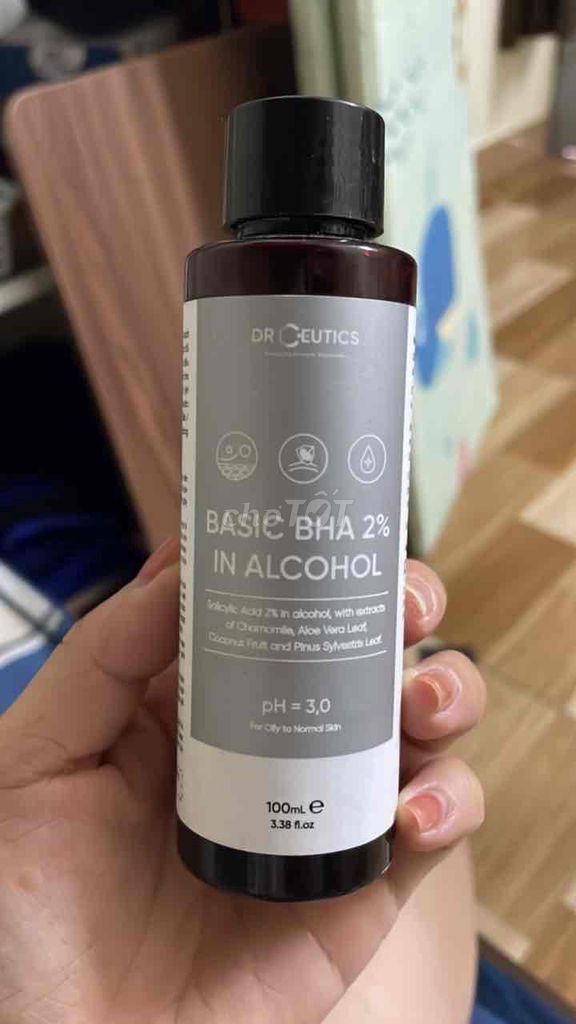 DR CEUTICS
chợTỐT
BASIC BHA 2%
IN ALCOHOL
Salicylic Acid 2% in alcohol, with extracts
of Chamomile, Aloe Vera Leaf,
Coconut Fruit and Pinus Sylvestris Leaf.
pH = 3,0
For Oily to Normal Skin
100mL e
3.38 fl.oz